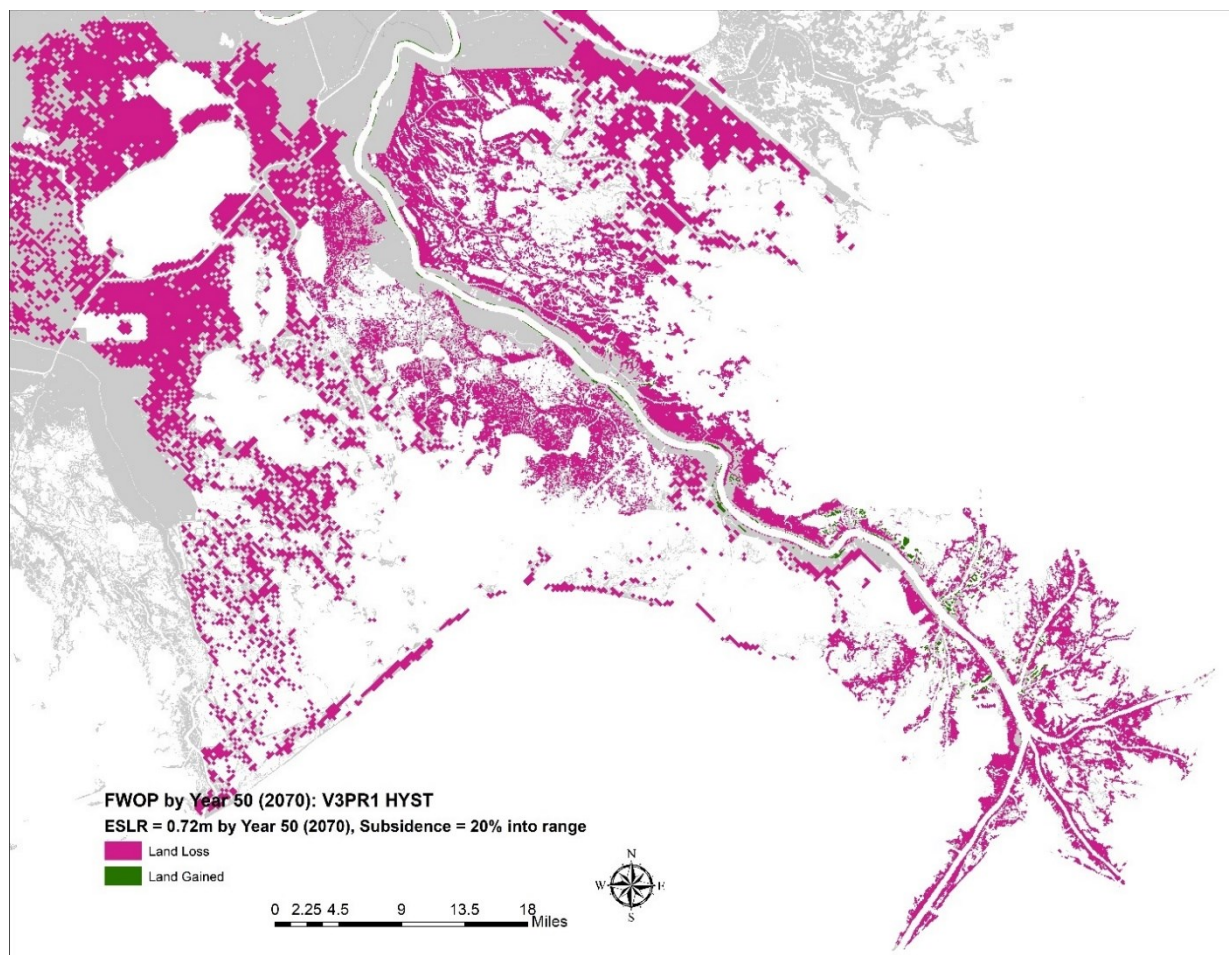 FWOP by Year 50 (2070): V3PR1 HYST
ESLR = 0.72m by Year 50 (2070), Subsidence = 20% into range
Land Loss
Land Gained
N
W E
S
0 2.25 4.5 9 13.5 18
Miles